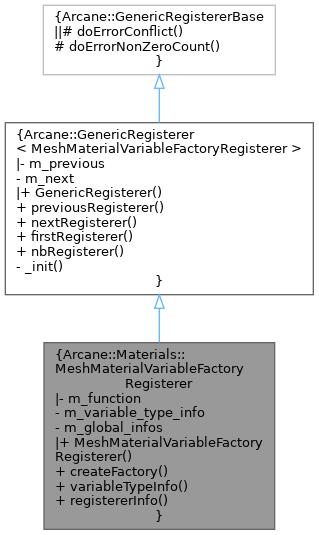 {Arcane::GenericRegistererBase
||# doErrorConflict()
# doErrorNonZeroCount()
}
{Arcane::GenericRegisterer
< MeshMaterialVariableFactoryRegisterer >
|- m_previous
- m_next
|+ GenericRegisterer()
+ previousRegisterer()
+ nextRegisterer()
+ firstRegisterer()
+ nbRegisterer()
- _init()
}
{Arcane::Materials::
MeshMaterialVariableFactory
Registerer
|- m_function
- m_variable_type_info
- m_global_infos
|+ MeshMaterialVariableFactory
Registerer()
+ createFactory()
+ variableTypeInfo()
+ registererInfo()
}